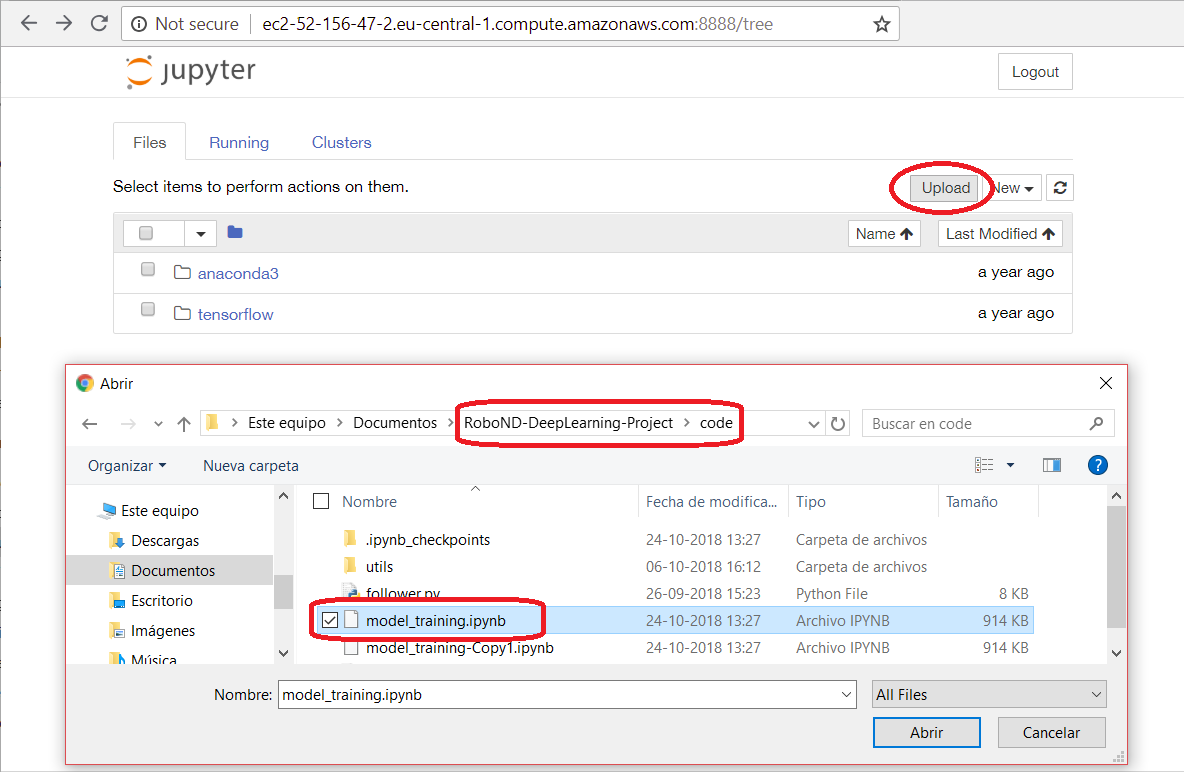 Not secure ec2-52-156-47-2.eu-central-1.compute.amazonaws.com:8888/tree
jupyter Logout
Files Running Clusters
Select items to perform actions on them. Upload New
Name Last Modified
anaconda3 a year ago
tensorflow a year ago
Abrir
Este equipo > Documentos > RoboND-DeepLearning-Project > code Buscar en code
Organizar Nueva carpeta ?
Nombre Fecha de modifica... Tipo Tamaño
Este equipo
Descargas
Documentos
Escritorio
Imágenes
Música
.ipynb_checkpoints 24-10-2018 13:27 Carpeta de archivos
utils 06-10-2018 16:12 Carpeta de archivos
follower.py 26-09-2018 15:23 Python File 8 KB
model_training.ipynb 24-10-2018 13:27 Archivo IPYNB 914 KB
model_training-Copy1.ipynb 24-10-2018 13:27 Archivo IPYNB 914 KB
Nombre: model_training.ipynb All Files
Abrir Cancelar